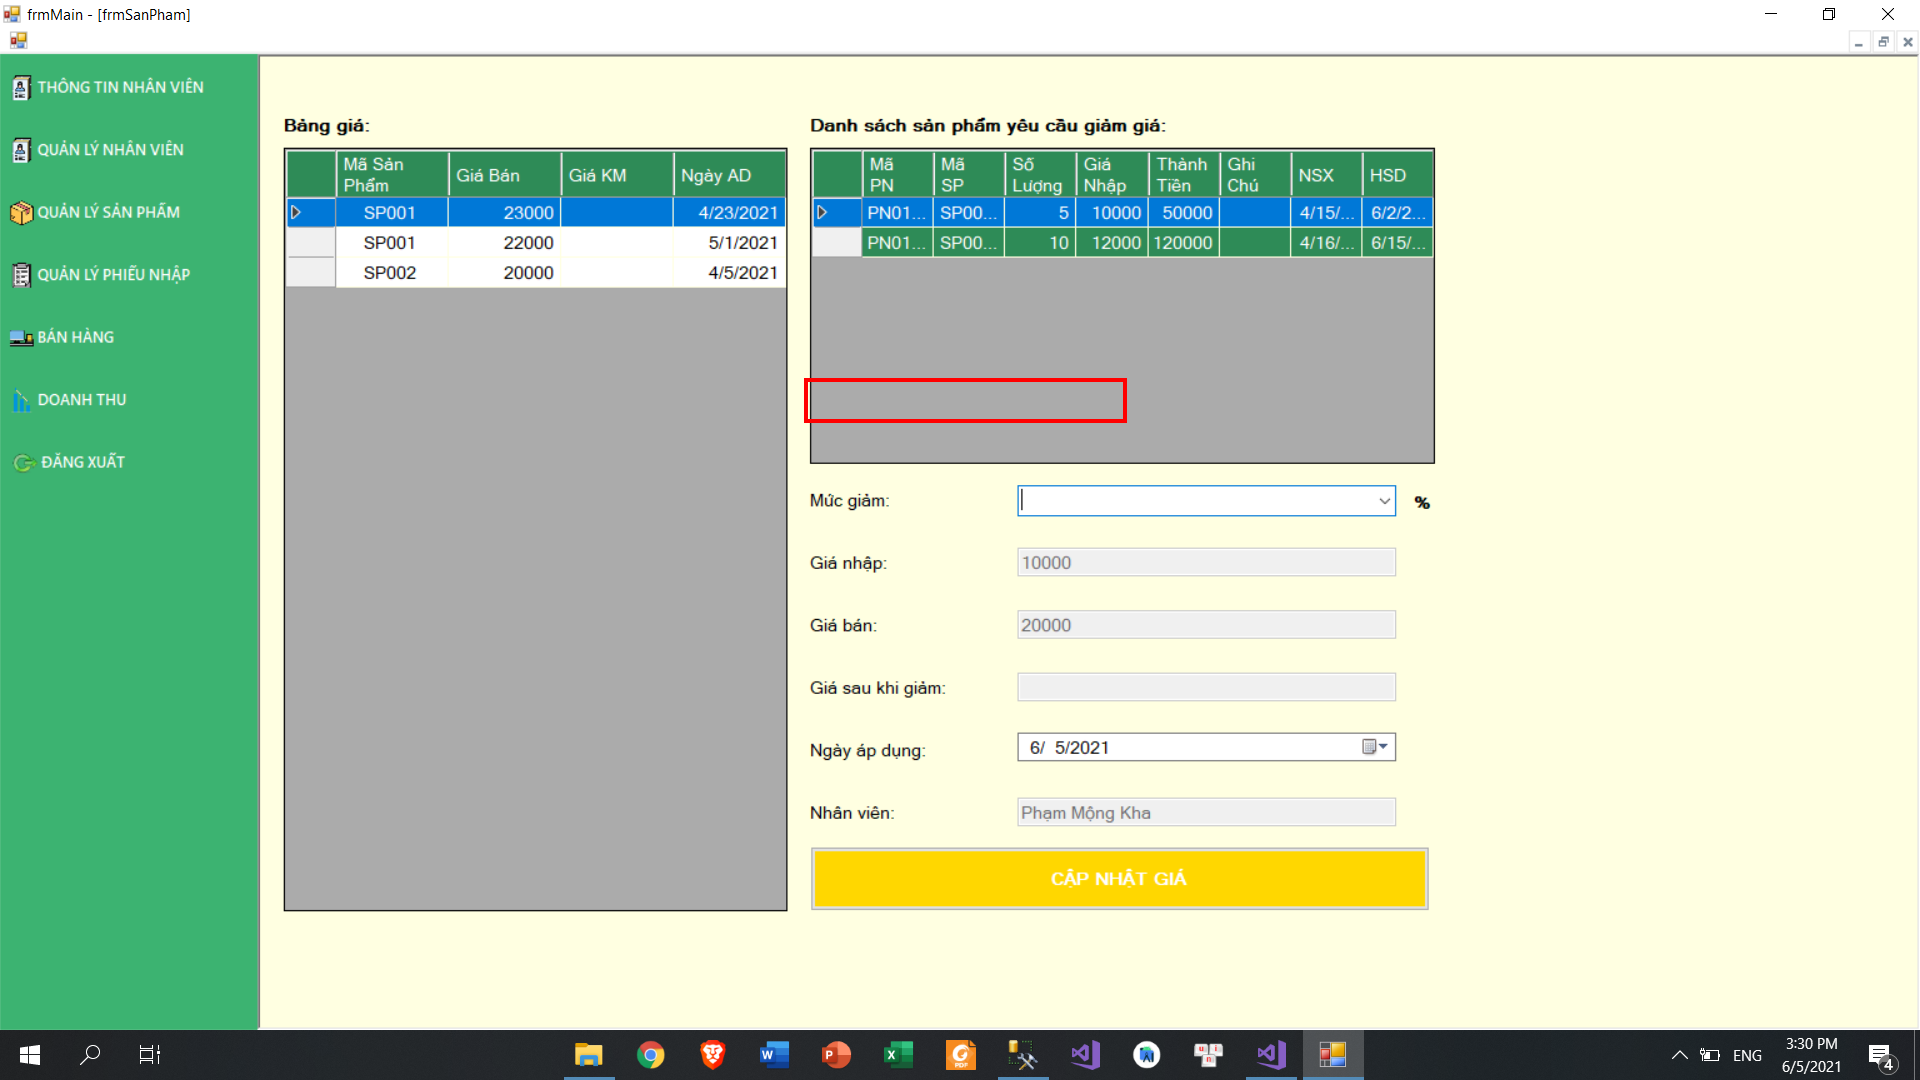 frmMain - [frmSanPham]
THÔNG TIN NHÂN VIÊN
QUẢN LÝ NHÂN VIÊN
QUẢN LÝ SẢN PHẨM
QUẢN LÝ PHIẾU NHẬP
BÁN HÀNG
DOANH THU
ĐĂNG XUẤT
Bảng giá:
Mã Sản Phẩm Giá Bán Giá KM Ngày AD
SP001 23000 4/23/2021
SP001 22000 5/1/2021
SP002 20000 4/5/2021
Danh sách sản phẩm yêu cầu giảm giá:
Mã PN Mã SP Số Lượng Giá Nhập Thành Tiền Ghi Chú NSX HSD
PN01... SP00... 5 10000 50000 4/15/... 6/2/2...
PN01... SP00... 10 12000 120000 4/16/... 6/15/...
Mức giảm: %
Giá nhập: 10000
Giá bán: 20000
Giá sau khi giảm:
Ngày áp dụng: 6/ 5/2021
Nhân viên: Phạm Mộng Kha
CẬP NHẬT GIÁ
ENG
3:30 PM
6/5/2021
4